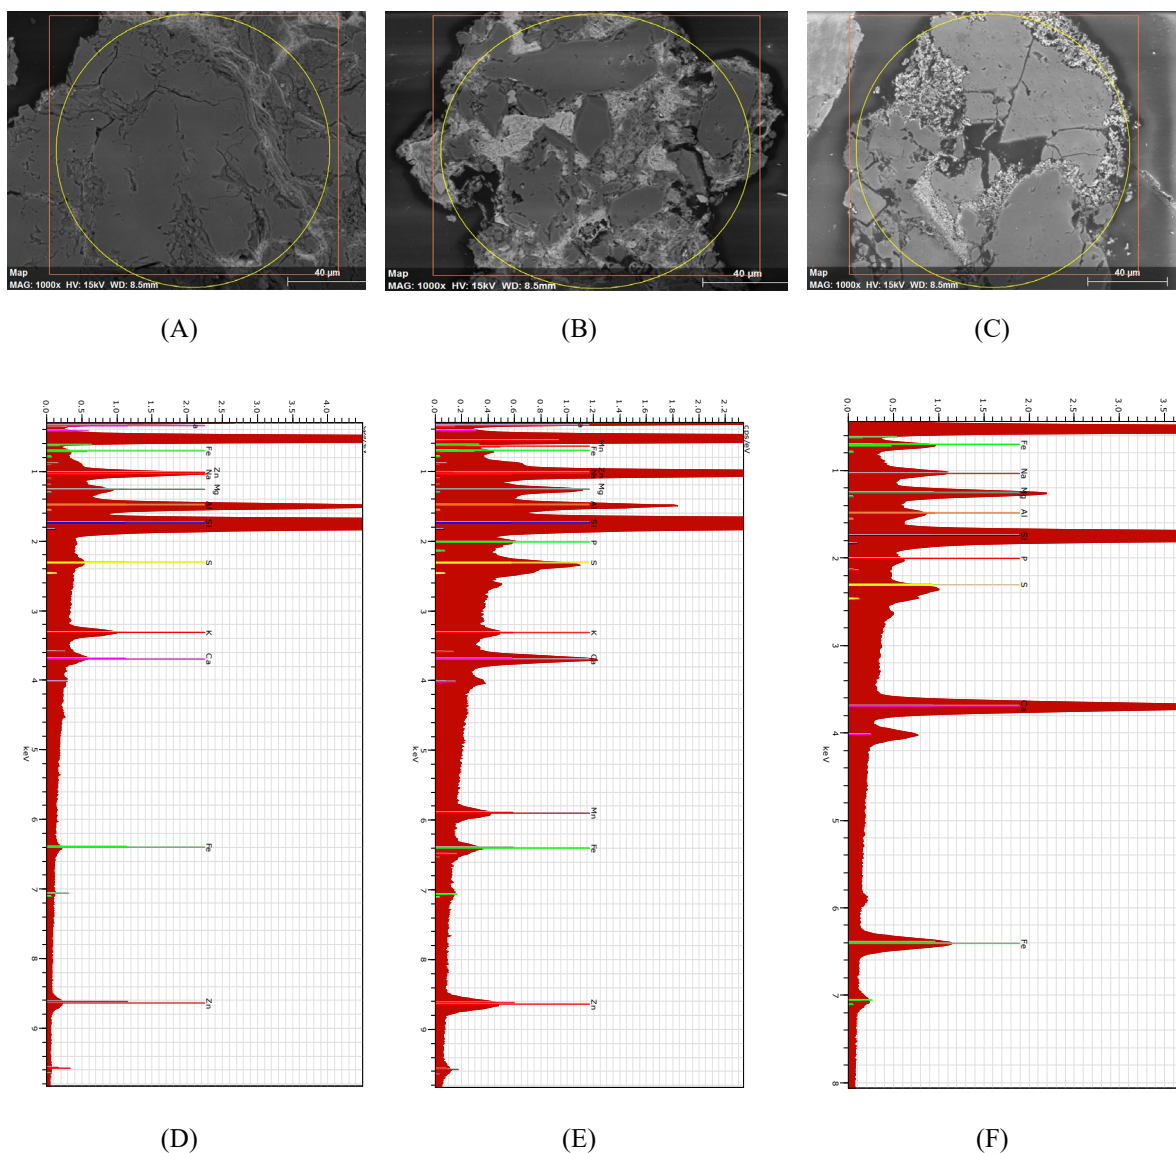 Map
MAG: 1000x HV: 15kV WD: 8.5mm
40 µm
Map
MAG: 1000x HV: 15kV WD: 8.5mm
40 µm
Map
MAG: 1000x HV: 15kV WD: 8.5mm
40 µm
(A)
(B)
(C)
0.0 0.5 1.0 1.5 2.0 2.5 3.0 3.5 4.0
Fe
Zn
Na
1
Mg
Al
Si
2
S
3
K
Ca
4
5
keV
6
Fe
7
8
Zn
9
0.0 0.2 0.4 0.6 0.8 1.0 1.2 1.4 1.6 1.8 2.0 2.2
cps/eV
Mn
Fe
Zn
1
Mg
Al
Si
2
P
S
3
K
Ca
4
5
keV
Mn
6
Fe
7
8
Zn
9
0.0 0.5 1.0 1.5 2.0 2.5 3.0 3.5
Fe
Na
1
Mg
Al
Si
P
2
S
3
Ca
4
keV
5
6
Fe
7
8
(D)
(E)
(F)